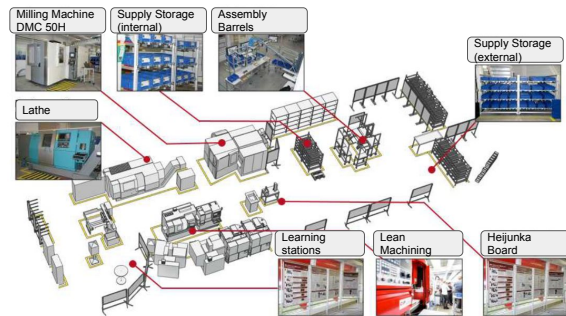 Milling Machine
DMC 50H
Supply Storage
(internal)
Assembly
Barrels
Supply Storage
(external)
Lathe
Learning
stations
Lean
Machining
Heijunka
Board